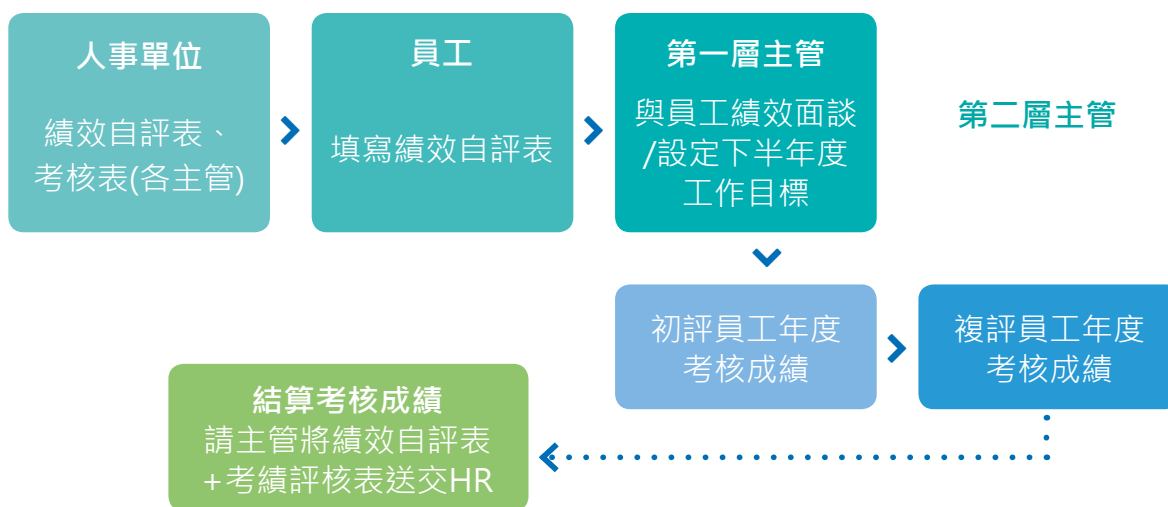 人事單位
績效自評表、
考核表(各主管)
員工
填寫績效自評表
第一層主管
與員工績效面談
/設定下半年度
工作目標
第二層主管
初評員工年度
考核成績
複評員工年度
考核成績
結算考核成績
請主管將績效自評表
+考績評核表送交HR